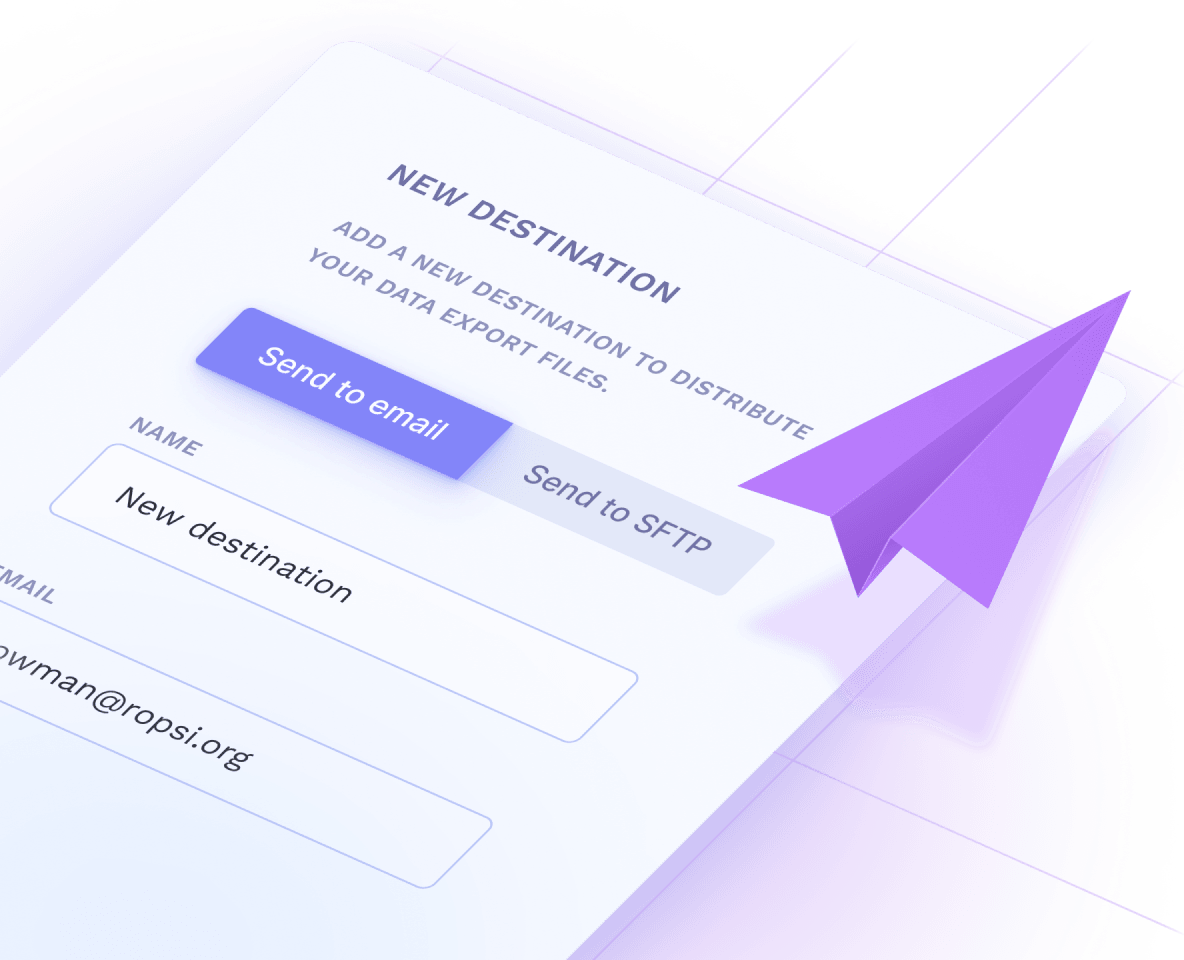 NEW DESTINATION
ADD A NEW DESTINATION TO DISTRIBUTE
YOUR DATA EXPORT FILES.
Send to email
Send to SFTP
NAME
New destination
EMAIL
owman@ropsi.org